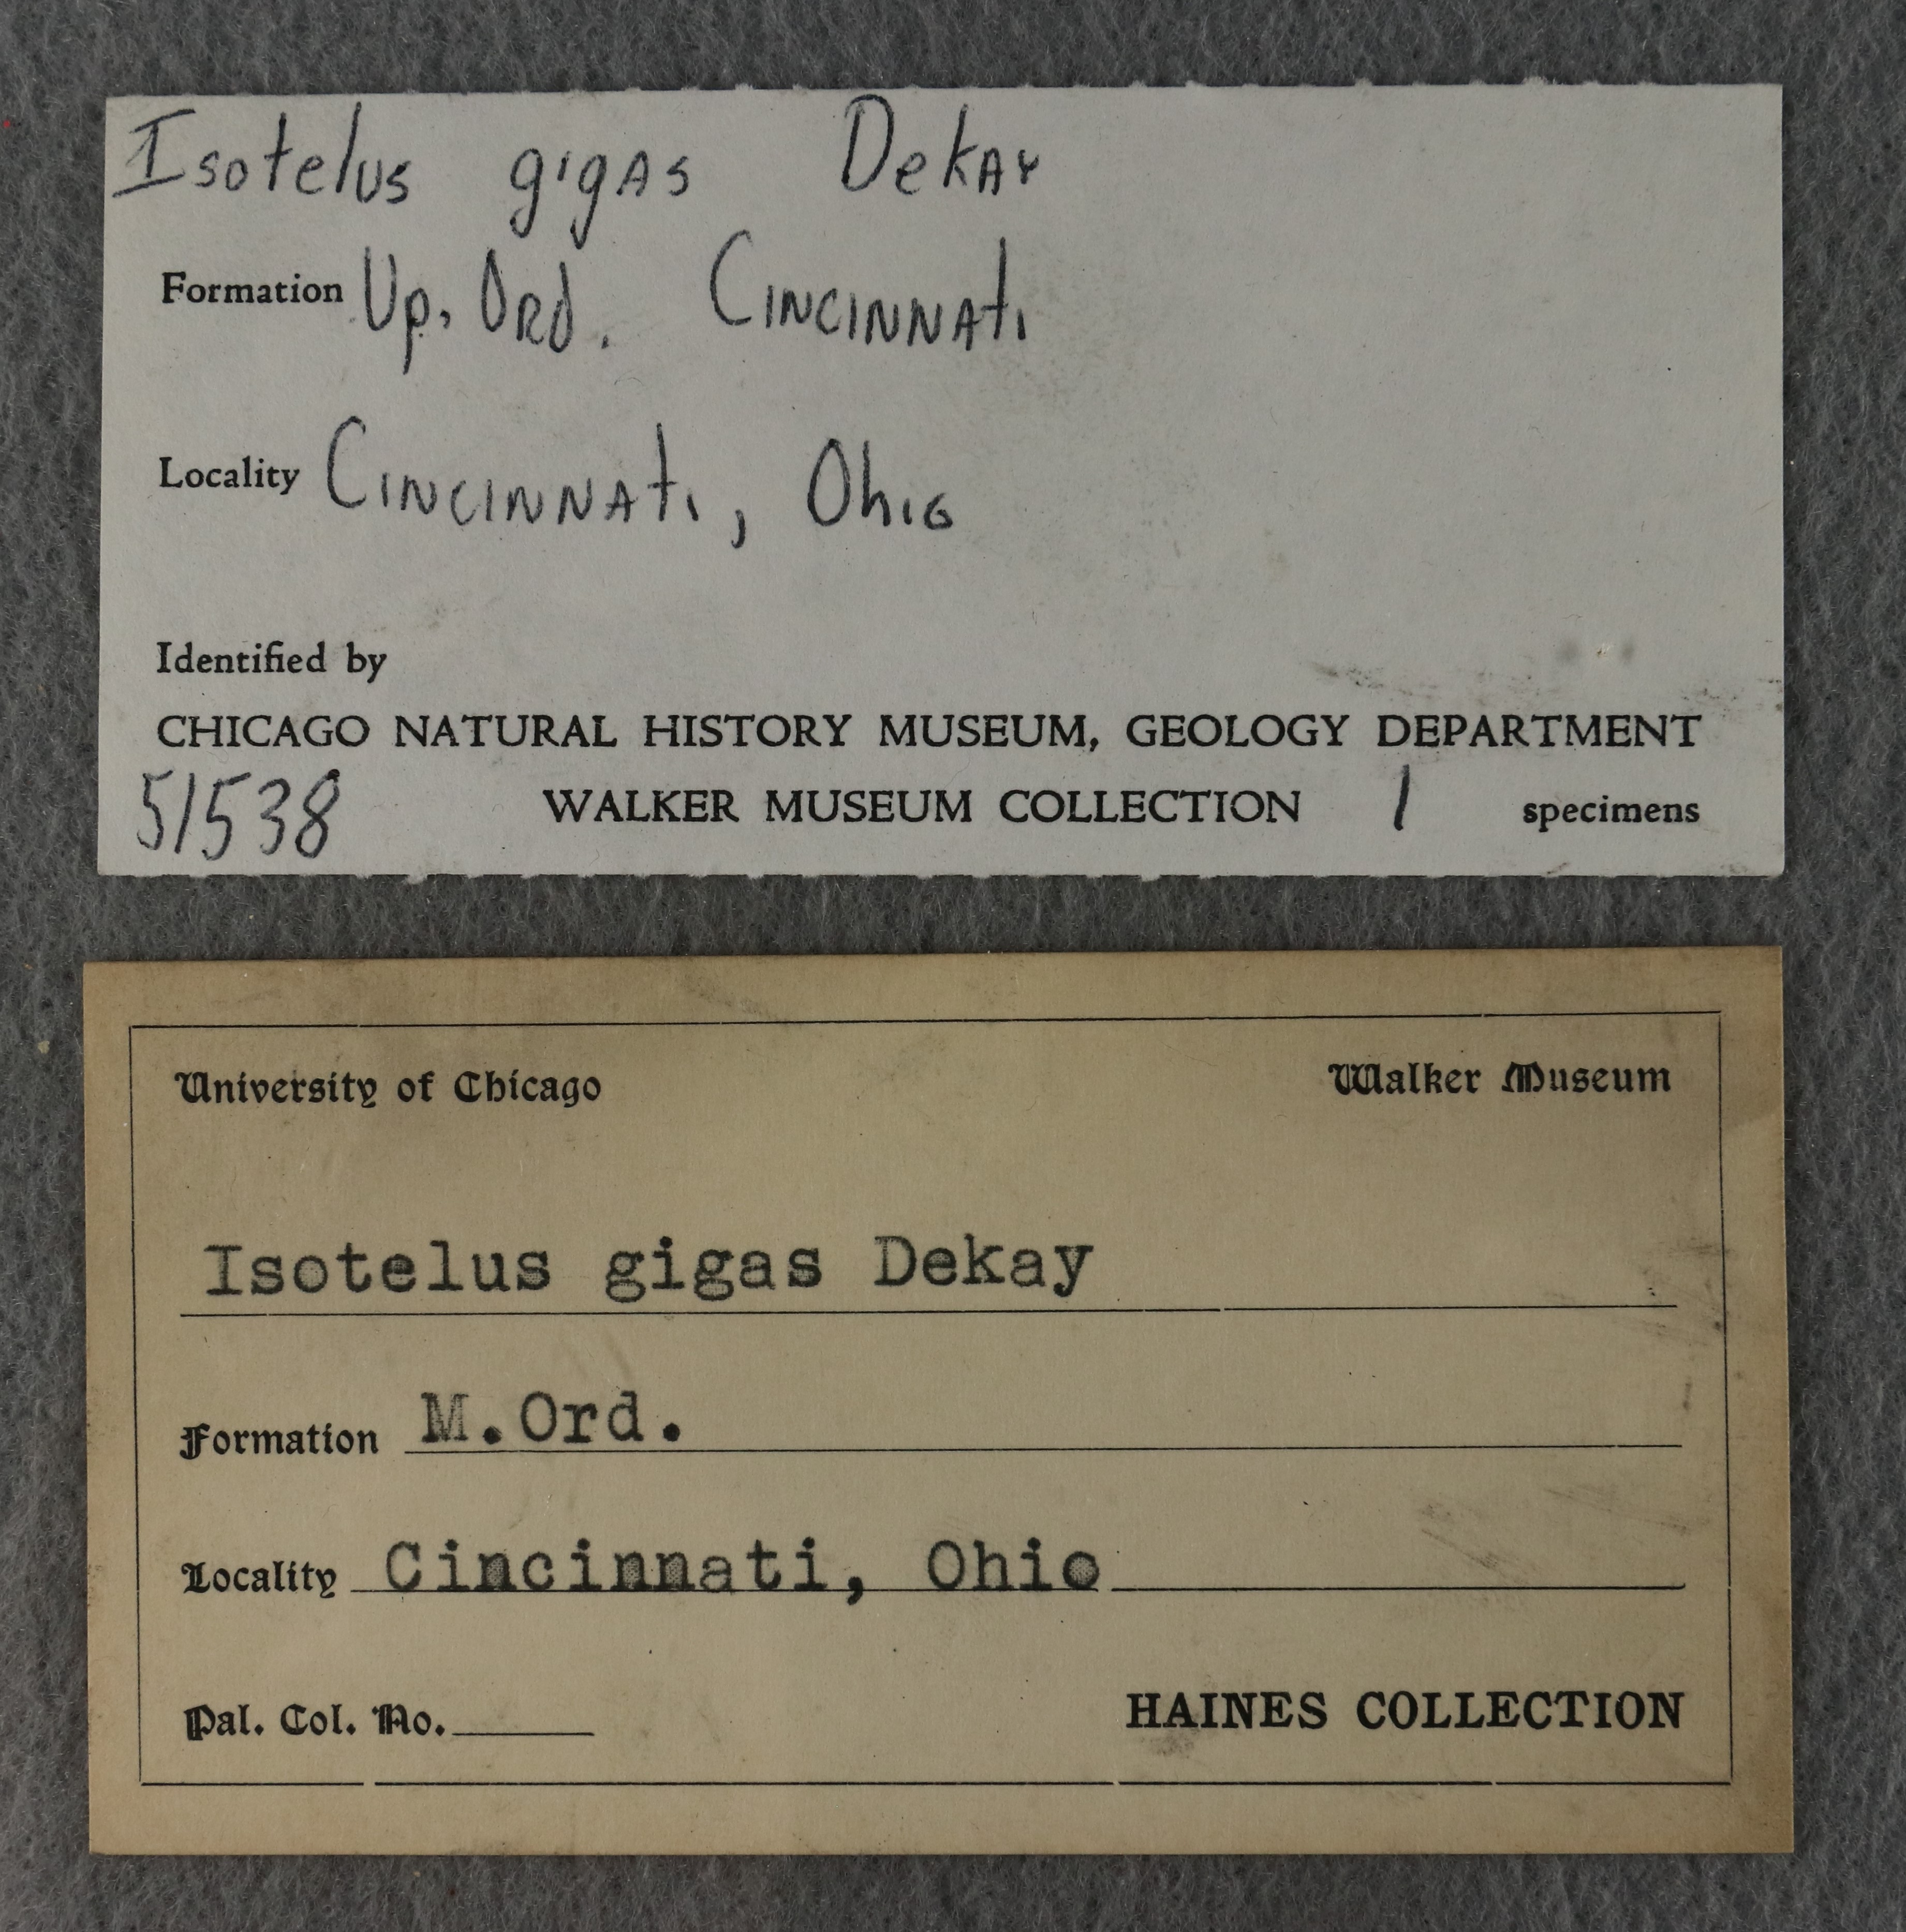 Isotelus gigas Dekay
Formation Up. Ord. Cincinnati
Locality Cincinnati, Ohio
Identified by
CHICAGO NATURAL HISTORY MUSEUM, GEOLOGY DEPARTMENT
51538 WALKER MUSEUM COLLECTION 1 specimens
University of Chicago Walker Museum
Isotelus gigas Dekay
Formation M.Ord.
Locality Cincinnati, Ohio
Pal. Col. No. HAINES COLLECTION